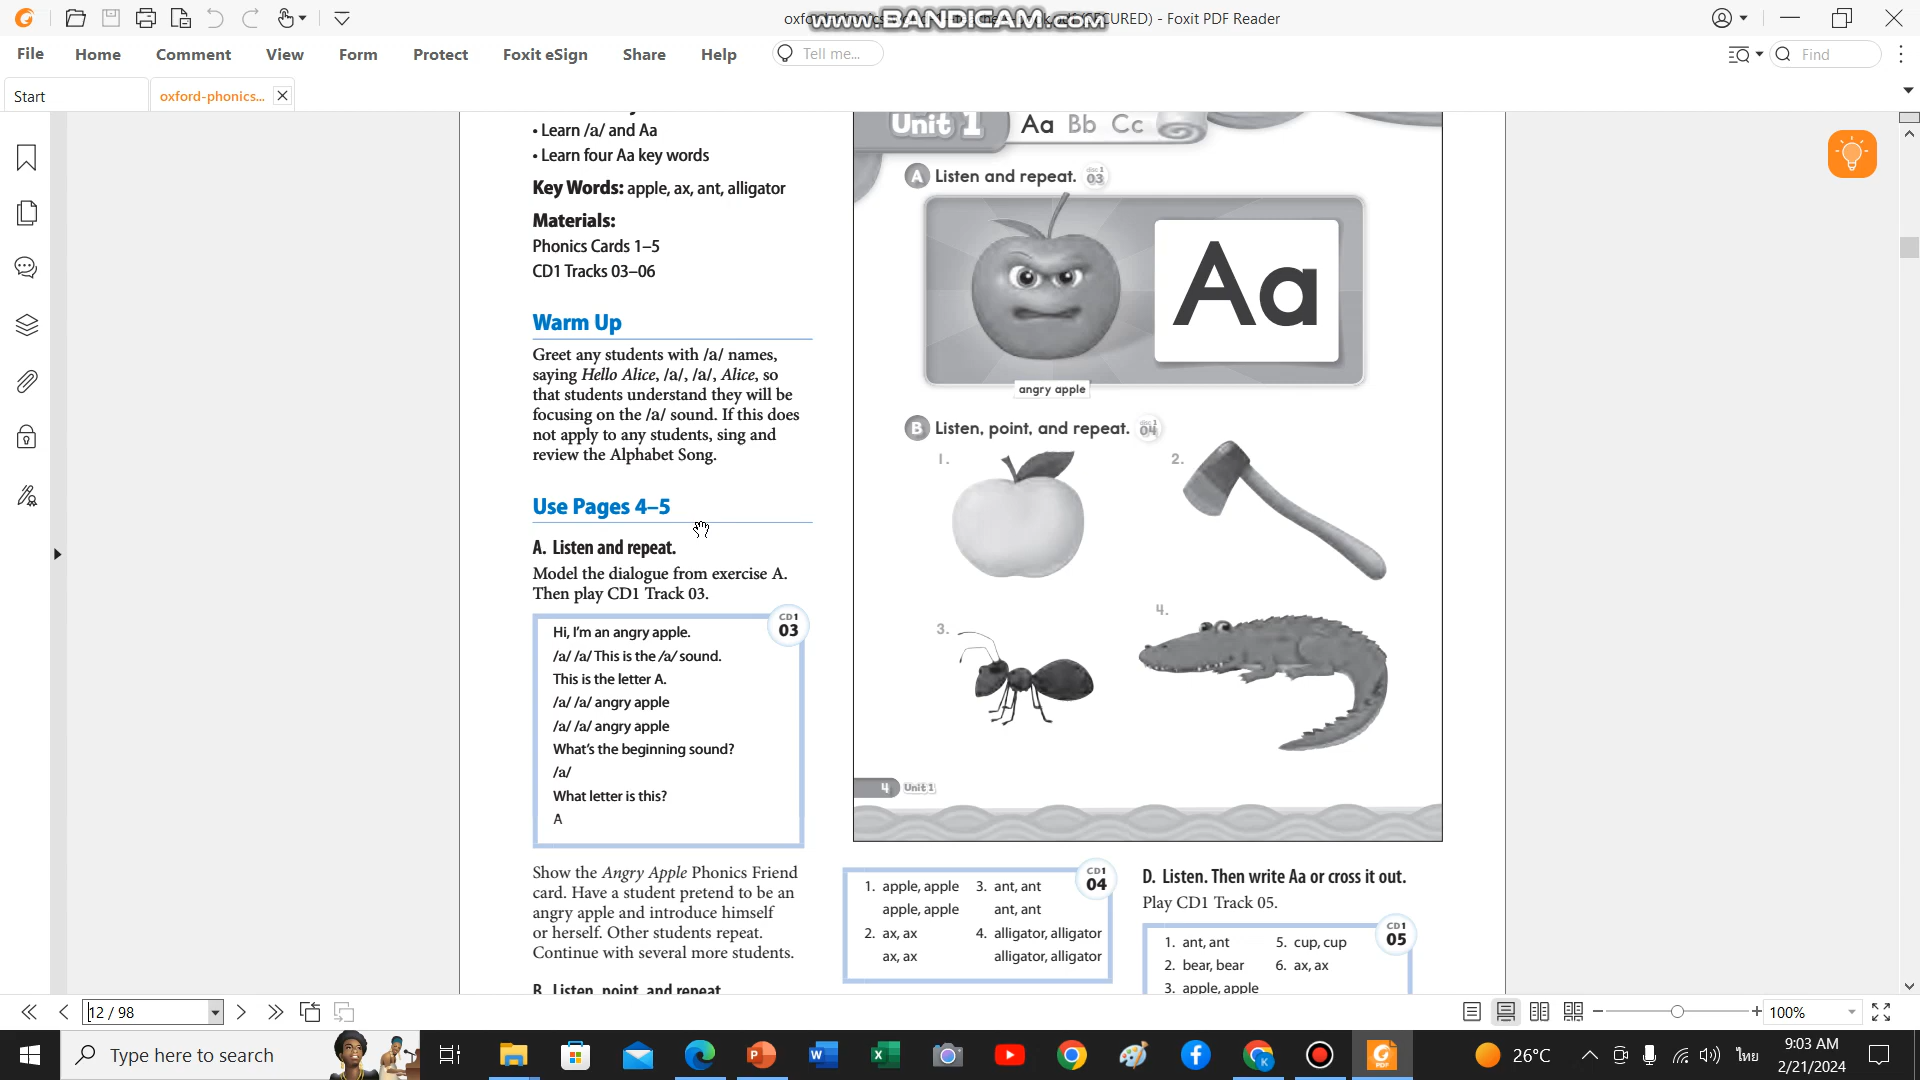 www.BANDICAM.com
(SECURED) - Foxit PDF Reader
File Home Comment View Form Protect Foxit eSign Share Help Tell me... Find
Start oxford-phonics...
• Learn /a/ and Aa
• Learn four Aa key words
Key Words: apple, ax, ant, alligator
Materials:
Phonics Cards 1–5
CD1 Tracks 03–06
Warm Up
Greet any students with /a/ names,
saying Hello Alice, /a/, /a/, Alice, so
that students understand they will be
focusing on the /a/ sound. If this does
not apply to any students, sing and
review the Alphabet Song.
Use Pages 4–5
A. Listen and repeat.
Model the dialogue from exercise A.
Then play CD1 Track 03.
CD1
03
Hi, I'm an angry apple.
/a/ /a/ This is the /a/ sound.
This is the letter A.
/a/ /a/ angry apple
/a/ /a/ angry apple
What's the beginning sound?
/a/
What letter is this?
A
Show the Angry Apple Phonics Friend
card. Have a student pretend to be an
angry apple and introduce himself
or herself. Other students repeat.
Continue with several more students.
B. Listen, point, and repeat.
Unit 1 Aa Bb Cc
A Listen and repeat. disc 1 03
Aa
angry apple
B Listen, point, and repeat. disc 1 04
1.
2.
3.
4.
4 Unit 1
CD1
04
1. apple, apple 3. ant, ant
apple, apple ant, ant
2. ax, ax 4. alligator, alligator
ax, ax alligator, alligator
D. Listen. Then write Aa or cross it out.
Play CD1 Track 05.
CD1
05
1. ant, ant 5. cup, cup
2. bear, bear 6. ax, ax
3. apple, apple
12 / 98
100%
Type here to search
26°C
ไทย
9:03 AM
2/21/2024